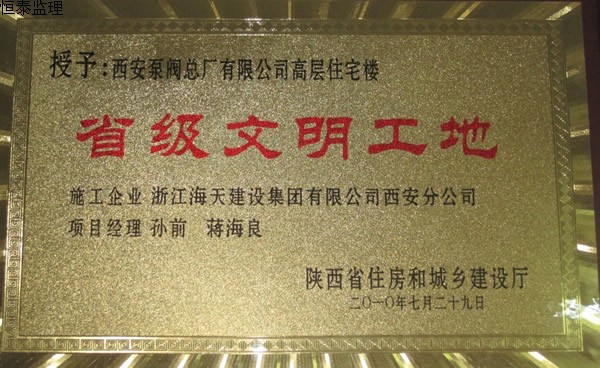 恒泰监理
授予:西安泵阀总厂有限公司高层住宅楼
省级文明工地
施工企业 浙江海天建设集团有限公司西安分公司
项目经理 孙前 蒋海良
陕西省住房和城乡建设厅
二〇一〇年七月二十九日